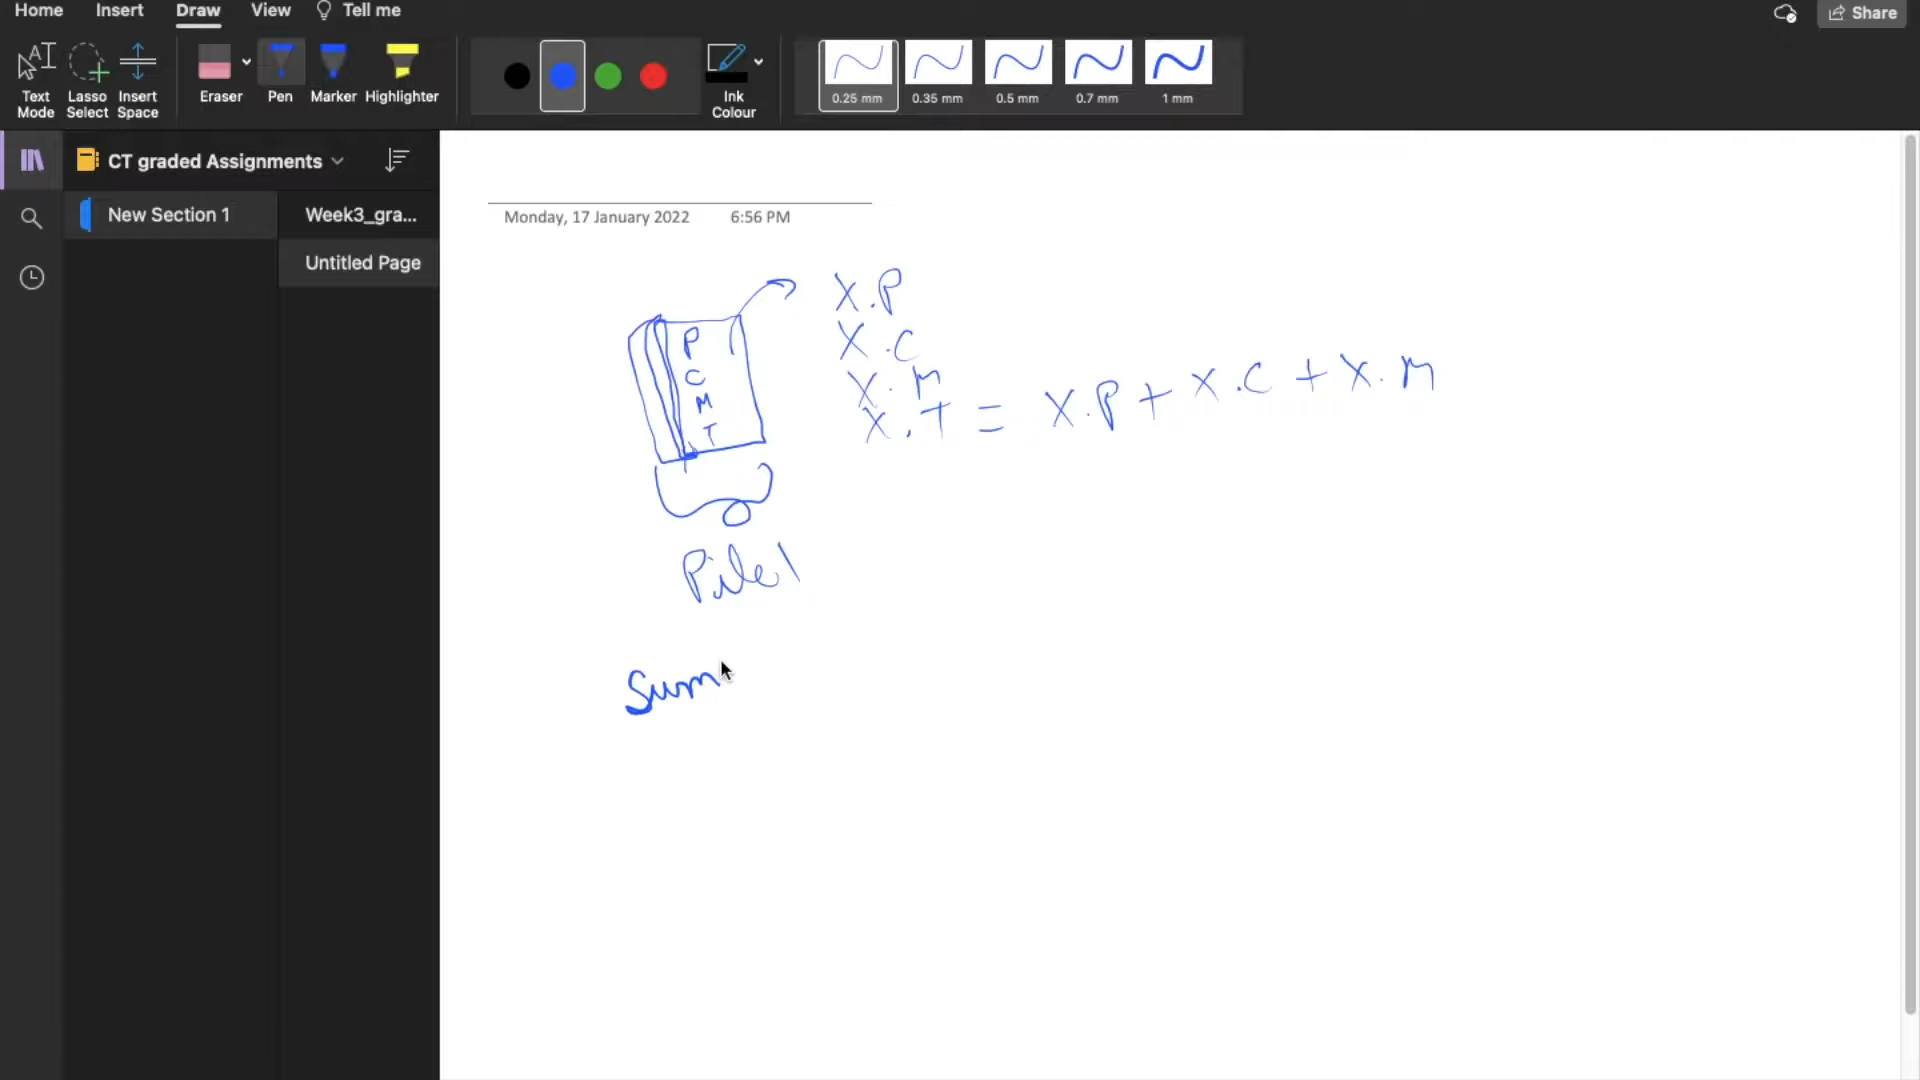 Home Insert Draw View Tell me
Share
Text Mode
Lasso Select
Insert Space
Eraser
Pen
Marker
Highlighter
Ink Colour
0.25 mm
0.35 mm
0.5 mm
0.7 mm
1 mm
CT graded Assignments
New Section 1
Week3_gra...
Untitled Page
Monday, 17 January 2022 6:56 PM
P
C
M
T
X.P
X.C
X.M
X.T = X.P + X.C + X.M
Pile 1
Sum